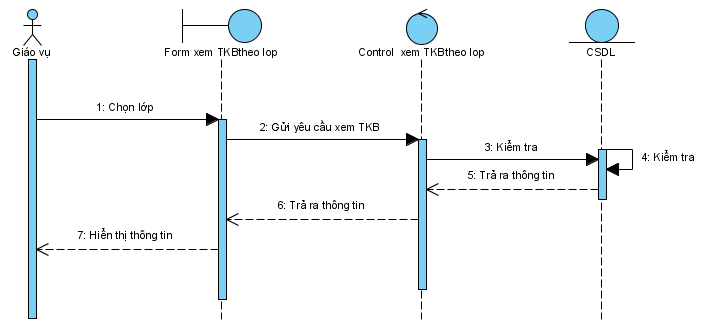 Giáo vụ
Form xem TKBtheo lop
Control xem TKBtheo lop
CSDL
1: Chọn lớp
2: Gửi yêu cầu xem TKB
3: Kiểm tra
4: Kiểm tra
5: Trả ra thông tin
6: Trả ra thông tin
7: Hiển thị thông tin